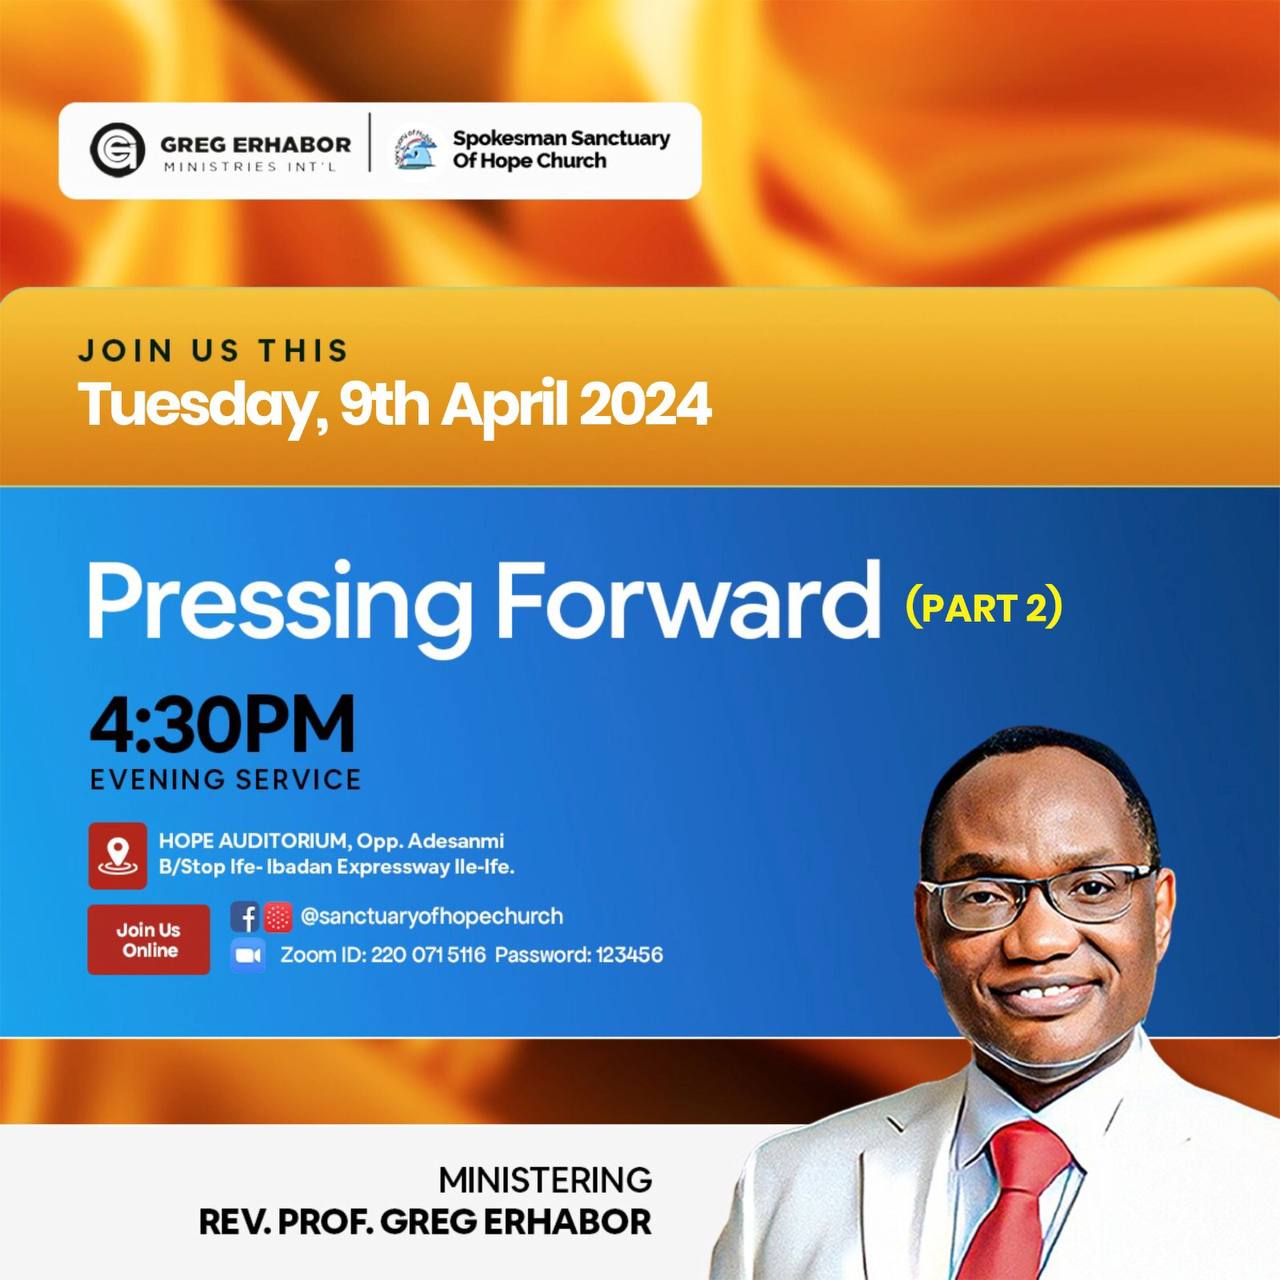 GREG ERHABOR
MINISTRIES INT'L
Spokesman Sanctuary
Of Hope Church
JOIN US THIS
Tuesday, 9th April 2024
Pressing Forward (PART 2)
4:30PM
EVENING SERVICE
HOPE AUDITORIUM, Opp. Adesanmi
B/Stop Ife- Ibadan Expressway Ile-Ife.
Join Us
Online
@sanctuaryofhopechurch
Zoom ID: 220 071 5116 Password: 123456
MINISTERING
REV. PROF. GREG ERHABOR